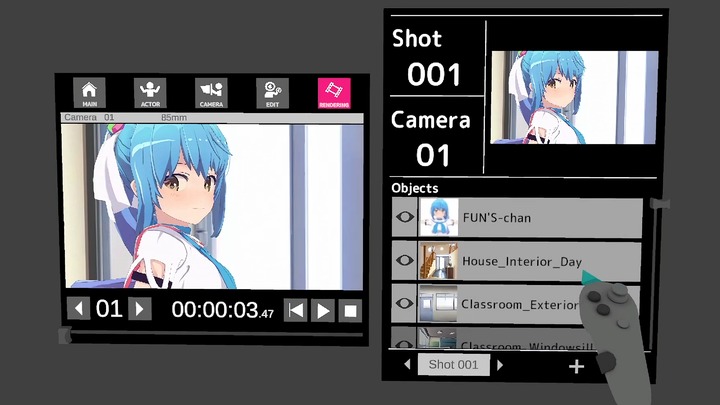 MAIN
ACTOR
CAMERA
EDIT
RENDERING
Camera 01 85mm
01 00:00:03.47
Shot
001
Camera
01
Objects
FUN'S-chan
House_Interior_Day
Classroom_Exterior
Classroom_Windowsill
Shot 001